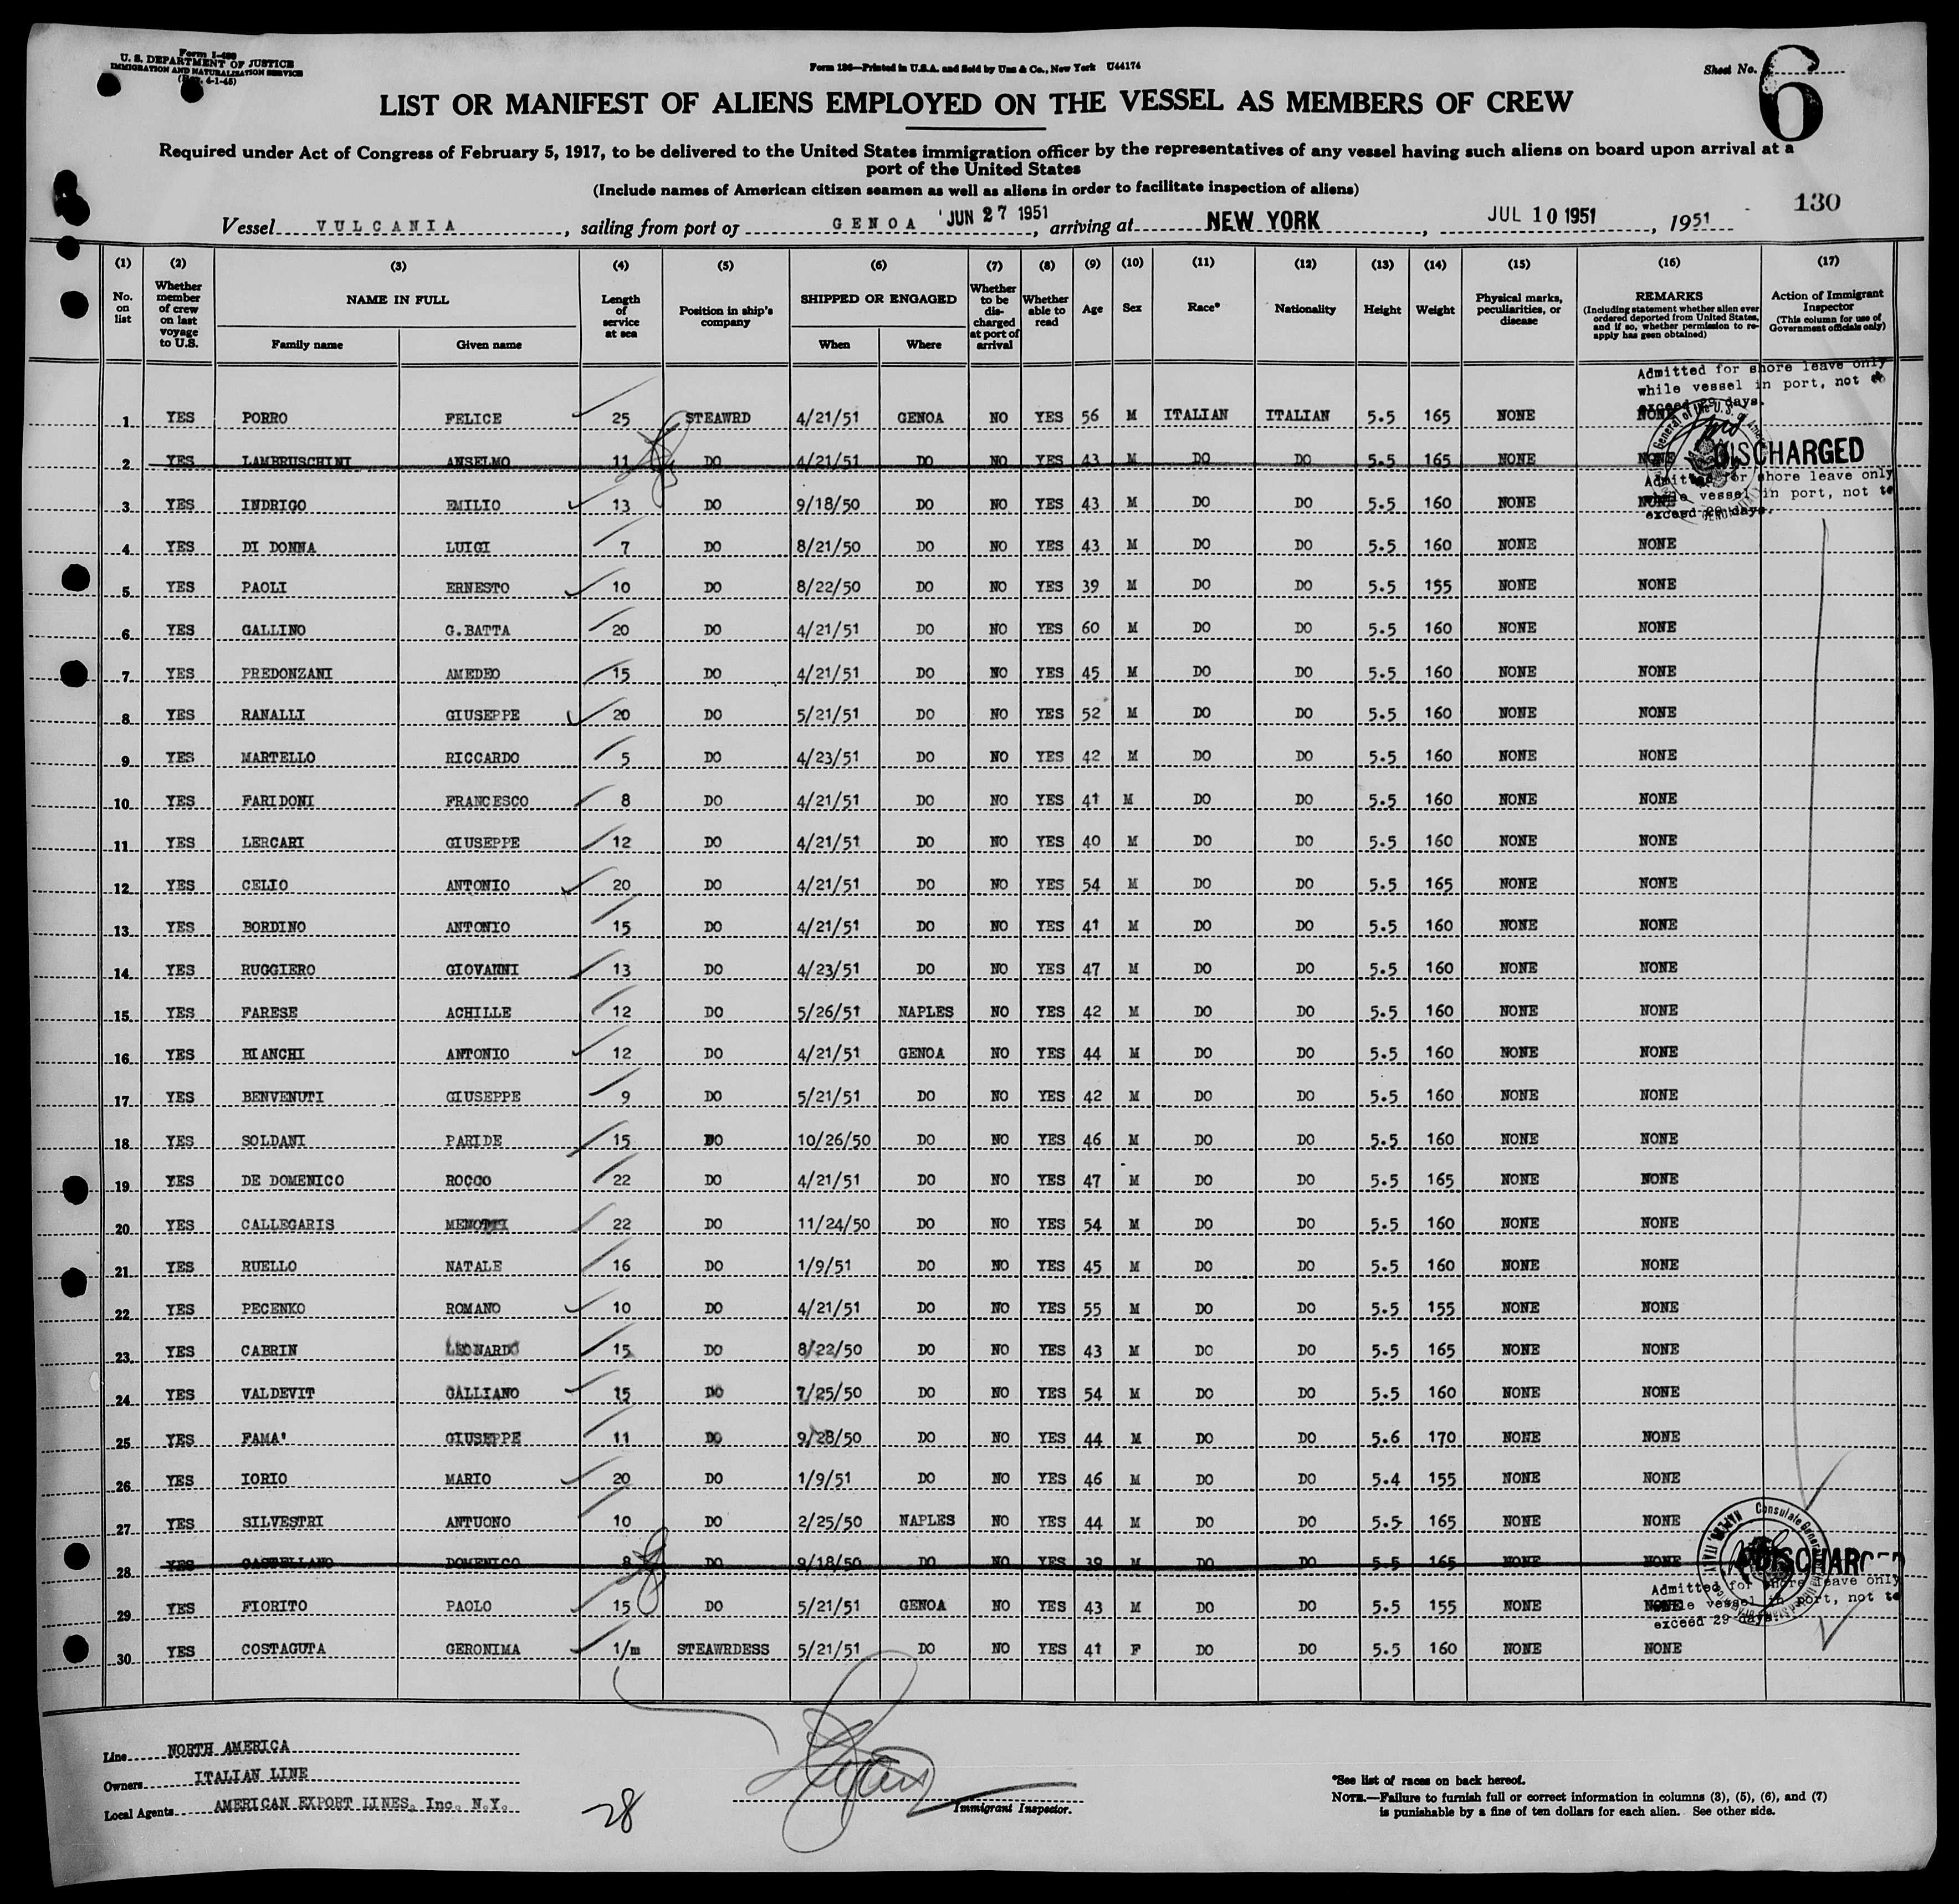 Form I-480
U. S. DEPARTMENT OF JUSTICE
IMMIGRATION AND NATURALIZATION SERVICE
(Rev. 4-1-45)
Form 186—Printed in U.S.A. and Sold by Unz & Co., New York U44174
Sheet No. 6
LIST OR MANIFEST OF ALIENS EMPLOYED ON THE VESSEL AS MEMBERS OF CREW
Required under Act of Congress of February 5, 1917, to be delivered to the United States immigration officer by the representatives of any vessel having such aliens on board upon arrival at a
port of the United States
(Include names of American citizen seamen as well as aliens in order to facilitate inspection of aliens)
130
Vessel VULCANIA, sailing from port of GENOA JUN 27 1951, arriving at NEW YORK, JUL 10 1951, 1951
(1) (2) (3) (4) (5) (6) (7) (8) (9) (10) (11) (12) (13) (14) (15) (16) (17)
No. on list
Whether member of crew on last voyage to U.S.
NAME IN FULL
Family name
Given name
Length of service at sea
Position in ship's company
SHIPPED OR ENGAGED
When
Where
Whether to be discharged at port of arrival
Whether able to read
Age
Sex
Race*
Nationality
Height
Weight
Physical marks, peculiarities, or disease
REMARKS
(Including statement whether alien ever ordered deported from United States, and if so, whether permission to re-apply has been obtained)
Action of Immigrant Inspector
(This column for use of Government officials only)
Admitted for shore leave only
while vessel in port, not to
exceed 29 days.
1 YES PORRO FELICE 25 STEAWRD 4/21/51 GENOA NO YES 56 M ITALIAN ITALIAN 5.5 165 NONE NONE
2 YES LAMBRUSCHINI ANSELMO 11 DO 4/21/51 DO NO YES 43 M DO DO 5.5 165 NONE NONE DISCHARGED
Admitted for shore leave only
while vessel in port, not to
exceed 29 days.
3 YES INDRIGO EMILIO 13 DO 9/18/50 DO NO YES 43 M DO DO 5.5 160 NONE NONE
4 YES DI DONNA LUIGI 7 DO 8/21/50 DO NO YES 43 M DO DO 5.5 160 NONE NONE
5 YES PAOLI ERNESTO 10 DO 8/22/50 DO NO YES 39 M DO DO 5.5 155 NONE NONE
6 YES GALLINO G.BATTA 20 DO 4/21/51 DO NO YES 60 M DO DO 5.5 160 NONE NONE
7 YES PREDONZANI AMEDEO 15 DO 4/21/51 DO NO YES 45 M DO DO 5.5 160 NONE NONE
8 YES RANALLI GIUSEPPE 20 DO 5/21/51 DO NO YES 52 M DO DO 5.5 160 NONE NONE
9 YES MARTELLO RICCARDO 5 DO 4/23/51 DO NO YES 42 M DO DO 5.5 160 NONE NONE
10 YES FARIDONI FRANCESCO 8 DO 4/21/51 DO NO YES 41 M DO DO 5.5 160 NONE NONE
11 YES LERCARI GIUSEPPE 12 DO 4/21/51 DO NO YES 40 M DO DO 5.5 160 NONE NONE
12 YES CELIO ANTONIO 20 DO 4/21/51 DO NO YES 54 M DO DO 5.5 165 NONE NONE
13 YES BORDINO ANTONIO 15 DO 4/21/51 DO NO YES 41 M DO DO 5.5 160 NONE NONE
14 YES RUGGIERO GIOVANNI 13 DO 4/23/51 DO NO YES 47 M DO DO 5.5 160 NONE NONE
15 YES FARESE ACHILLE 12 DO 5/26/51 NAPLES NO YES 42 M DO DO 5.5 160 NONE NONE
16 YES BIANCHI ANTONIO 12 DO 4/21/51 GENOA NO YES 44 M DO DO 5.5 160 NONE NONE
17 YES BENVENUTI GIUSEPPE 9 DO 5/21/51 DO NO YES 42 M DO DO 5.5 160 NONE NONE
18 YES SOLDANI PARIDE 15 DO 10/26/50 DO NO YES 46 M DO DO 5.5 160 NONE NONE
19 YES DE DOMENICO ROCCO 22 DO 4/21/51 DO NO YES 47 M DO DO 5.5 165 NONE NONE
20 YES CALLEGARIS MENOTTI 22 DO 11/24/50 DO NO YES 54 M DO DO 5.5 160 NONE NONE
21 YES RUELLO NATALE 16 DO 1/9/51 DO NO YES 45 M DO DO 5.5 160 NONE NONE
22 YES PECENKO ROMANO 10 DO 4/21/51 DO NO YES 55 M DO DO 5.5 155 NONE NONE
23 YES CABRIN LEONARDO 15 DO 8/22/50 DO NO YES 43 M DO DO 5.5 165 NONE NONE
24 YES VALDEVIT GALLIANO 15 DO 7/25/50 DO NO YES 54 M DO DO 5.5 160 NONE NONE
25 YES FAMA' GIUSEPPE 11 DO 9/28/50 DO NO YES 44 M DO DO 5.6 170 NONE NONE
26 YES IORIO MARIO 20 DO 1/9/51 DO NO YES 46 M DO DO 5.4 155 NONE NONE
27 YES SILVESTRI ANTUONO 10 DO 2/25/50 NAPLES NO YES 44 M DO DO 5.5 165 NONE NONE
28 YES CASTELLANO DOMENICO 8 DO 9/18/50 DO NO YES 39 M DO DO 5.5 165 NONE NONE DISCHARGED
Admitted for shore leave only
while vessel in port, not to
exceed 29 days.
29 YES FIORITO PAOLO 15 DO 5/21/51 GENOA NO YES 43 M DO DO 5.5 155 NONE NONE
30 YES COSTAGUTA GERONIMA 1/m STEAWRDESS 5/21/51 DO NO YES 41 F DO DO 5.5 160 NONE NONE
Line NORTH AMERICA
Owners ITALIAN LINE
Local Agents AMERICAN EXPORT LINES, Inc. N.Y.
28
Immigrant Inspector.
*See list of races on back hereof.
NOTE.—Failure to furnish full or correct information in columns (3), (5), (6), and (7)
is punishable by a fine of ten dollars for each alien. See other side.